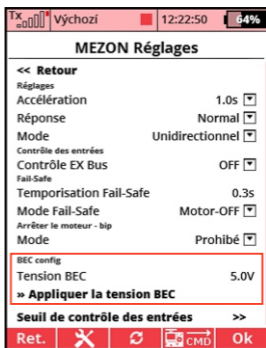 Tx Výchozí 12:22:50 64%
MEZON Réglages
<< Retour
Réglages
Accélération 1.0s
Réponse Normal
Mode Unidirectionnel
Contrôle des entrées
Contrôle EX Bus OFF
Fail-Safe
Temporisation Fail-Safe 0.3s
Mode Fail-Safe Motor-OFF
Arrêter le moteur - bip
Mode Prohibé
BEC config
Tension BEC 5.0V
» Appliquer la tension BEC
Seuil de contrôle des entrées >>
Ret. CMD Ok